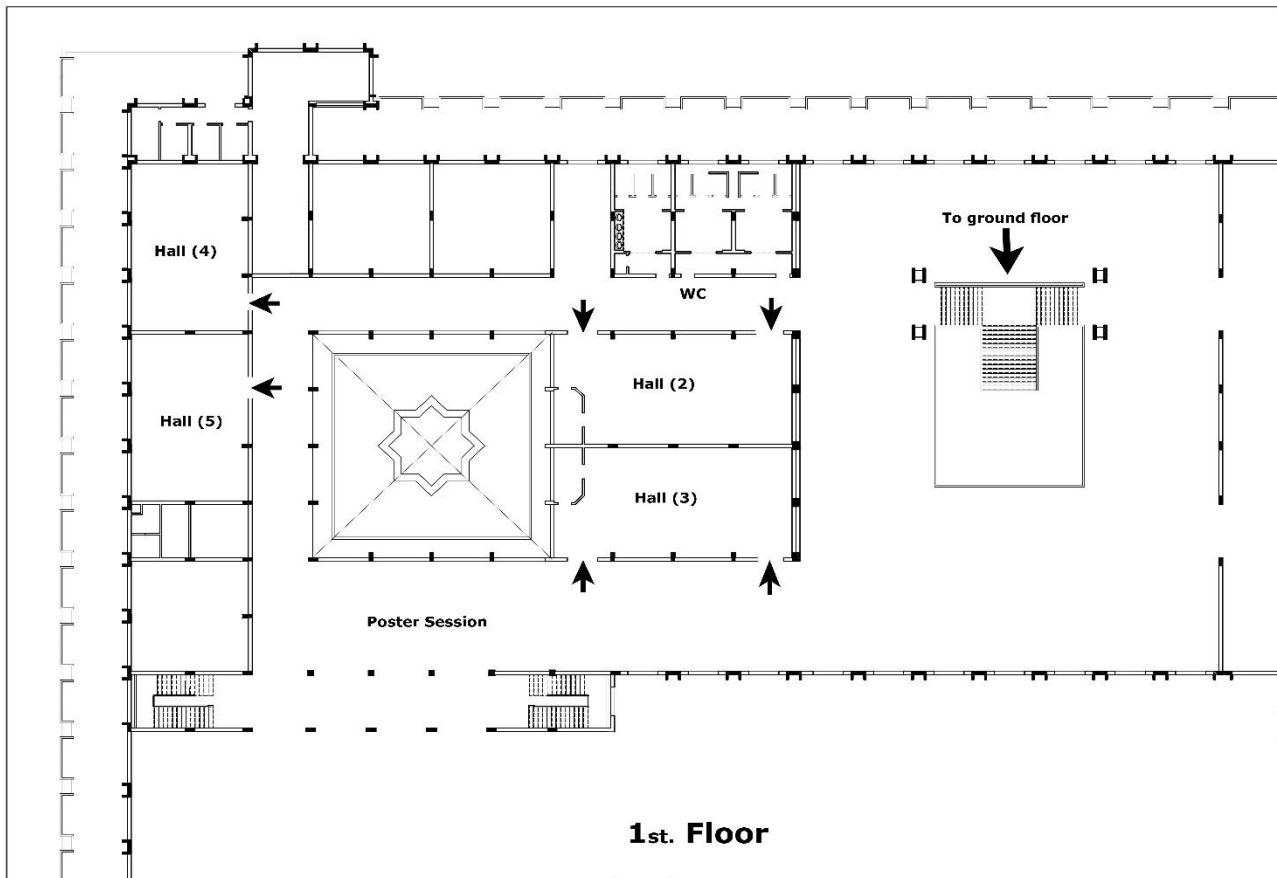 To ground floor
Hall (4)
WC
Hall (2)
Hall (5)
Hall (3)
Poster Session
1st. Floor